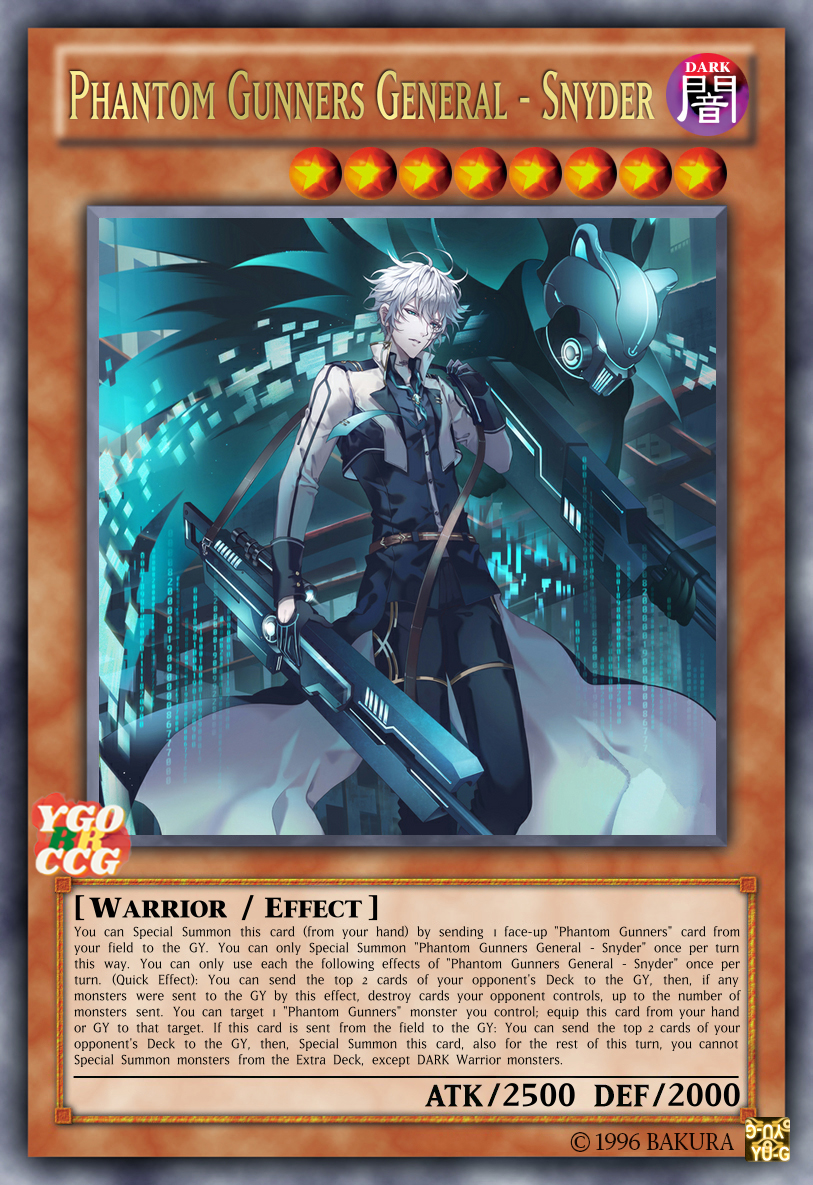 Phantom Gunners General - Snyder
DARK
闇
YGO
BR
CCG
[ Warrior / Effect ]
You can Special Summon this card (from your hand) by sending 1 face-up "Phantom Gunners" card from
your field to the GY. You can only Special Summon "Phantom Gunners General - Snyder" once per turn
this way. You can only use each the following effects of "Phantom Gunners General - Snyder" once per
turn. (Quick Effect): You can send the top 2 cards of your opponent's Deck to the GY, then, if any
monsters were sent to the GY by this effect, destroy cards your opponent controls, up to the number of
monsters sent. You can target 1 "Phantom Gunners" monster you control; equip this card from your hand
or GY to that target. If this card is sent from the field to the GY: You can send the top 2 cards of your
opponent's Deck to the GY, then, Special Summon this card, also for the rest of this turn, you cannot
Special Summon monsters from the Extra Deck, except DARK Warrior monsters.
ATK/2500 DEF/2000
© 1996 BAKURA